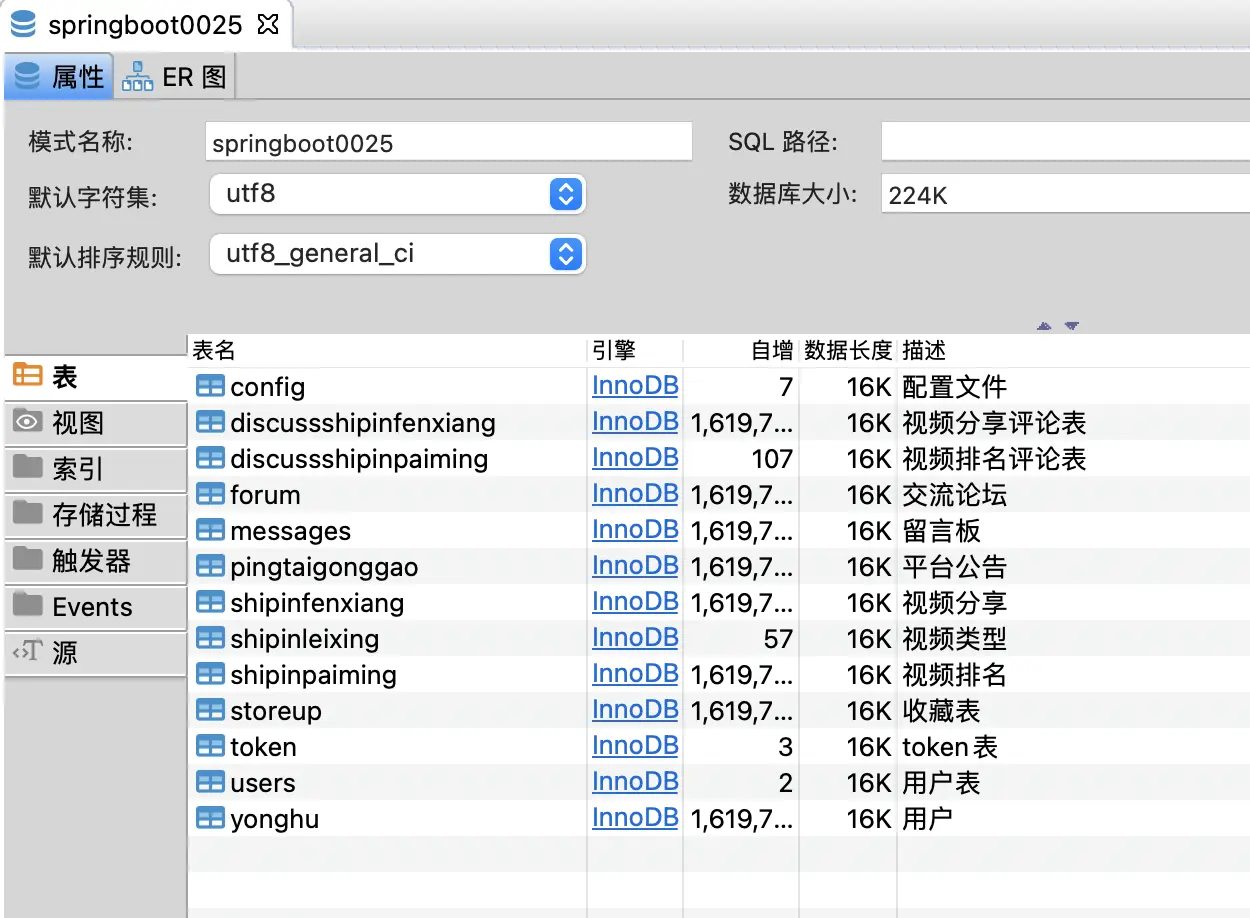 springboot0025
属性 ER 图
模式名称: springboot0025 SQL 路径:
默认字符集: utf8 数据库大小: 224K
默认排序规则: utf8_general_ci
表
视图
索引
存储过程
触发器
Events
源
表名 引擎 自增 数据长度 描述
config InnoDB 7 16K 配置文件
discussshipinfenxiang InnoDB 1,619,7... 16K 视频分享评论表
discussshipinpaiming InnoDB 107 16K 视频排名评论表
forum InnoDB 1,619,7... 16K 交流论坛
messages InnoDB 1,619,7... 16K 留言板
pingtaigonggao InnoDB 1,619,7... 16K 平台公告
shipinfenxiang InnoDB 1,619,7... 16K 视频分享
shipinleixing InnoDB 57 16K 视频类型
shipinpaiming InnoDB 1,619,7... 16K 视频排名
storeup InnoDB 1,619,7... 16K 收藏表
token InnoDB 3 16K token表
users InnoDB 2 16K 用户表
yonghu InnoDB 1,619,7... 16K 用户